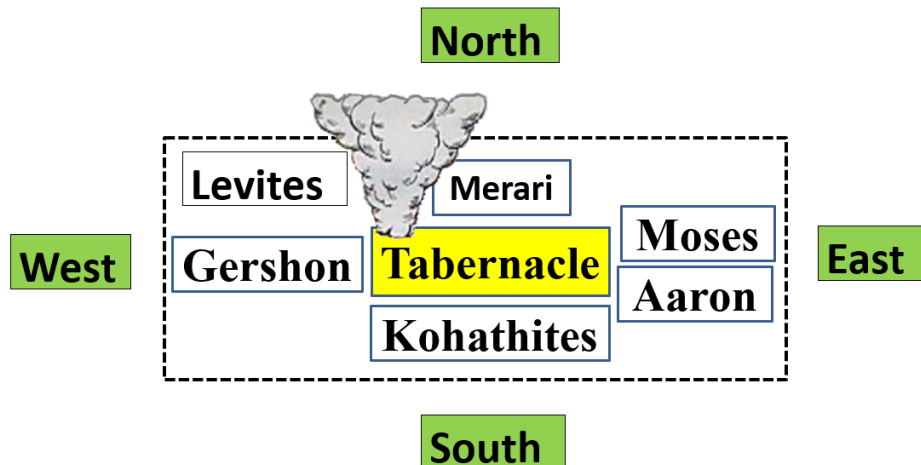 North
Levites
Merari
Moses
West
Gershon
Tabernacle
East
Aaron
Kohathites
South